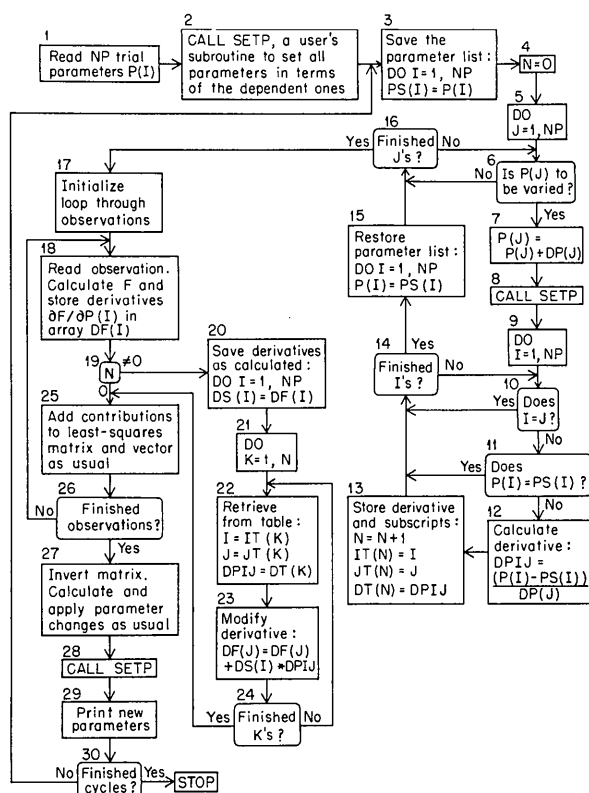 1
Read NP trial
parameters P(I)
2
CALL SETP, a user's
subroutine to set all
parameters in terms
of the dependent ones
3
Save the
parameter list:
DO I=1, NP
PS(I)=P(I)
4
N=0
5
DO
J=1, NP
6
Is P(J) to
be varied?
No
Yes
7
P(J)=
P(J)+DP(J)
8
CALL SETP
9
DO
I=1, NP
10
Does
I=J?
Yes
No
11
Does
P(I)=PS(I)?
Yes
No
12
Calculate
derivative:
DPIJ=
(P(I)-PS(I))
DP(J)
13
Store derivative
and subscripts:
N=N+1
IT(N)=I
JT(N)=J
DT(N)=DPIJ
14
Finished
I's?
Yes
No
15
Restore
parameter list:
DO I=1, NP
P(I)=PS(I)
16
Finished
J's?
Yes
No
17
Initialize
loop through
observations
18
Read observation.
Calculate F and
store derivatives
∂F/∂P(I) in
array DF(I)
19
N
≠0
0
20
Save derivatives
as calculated:
DO I=1, NP
DS(I)=DF(I)
21
DO
K=1, N
22
Retrieve
from table:
I=IT(K)
J=JT(K)
DPIJ=DT(K)
23
Modify
derivative:
DF(J)=DF(J)
+DS(I)*DPIJ
24
Finished
K's?
Yes
No
25
Add contributions
to least-squares
matrix and vector
as usual
26
Finished
observations?
No
Yes
27
Invert matrix.
Calculate and
apply parameter
changes as usual
28
CALL SETP
29
Print new
parameters
30
Finished
cycles?
No
Yes
STOP